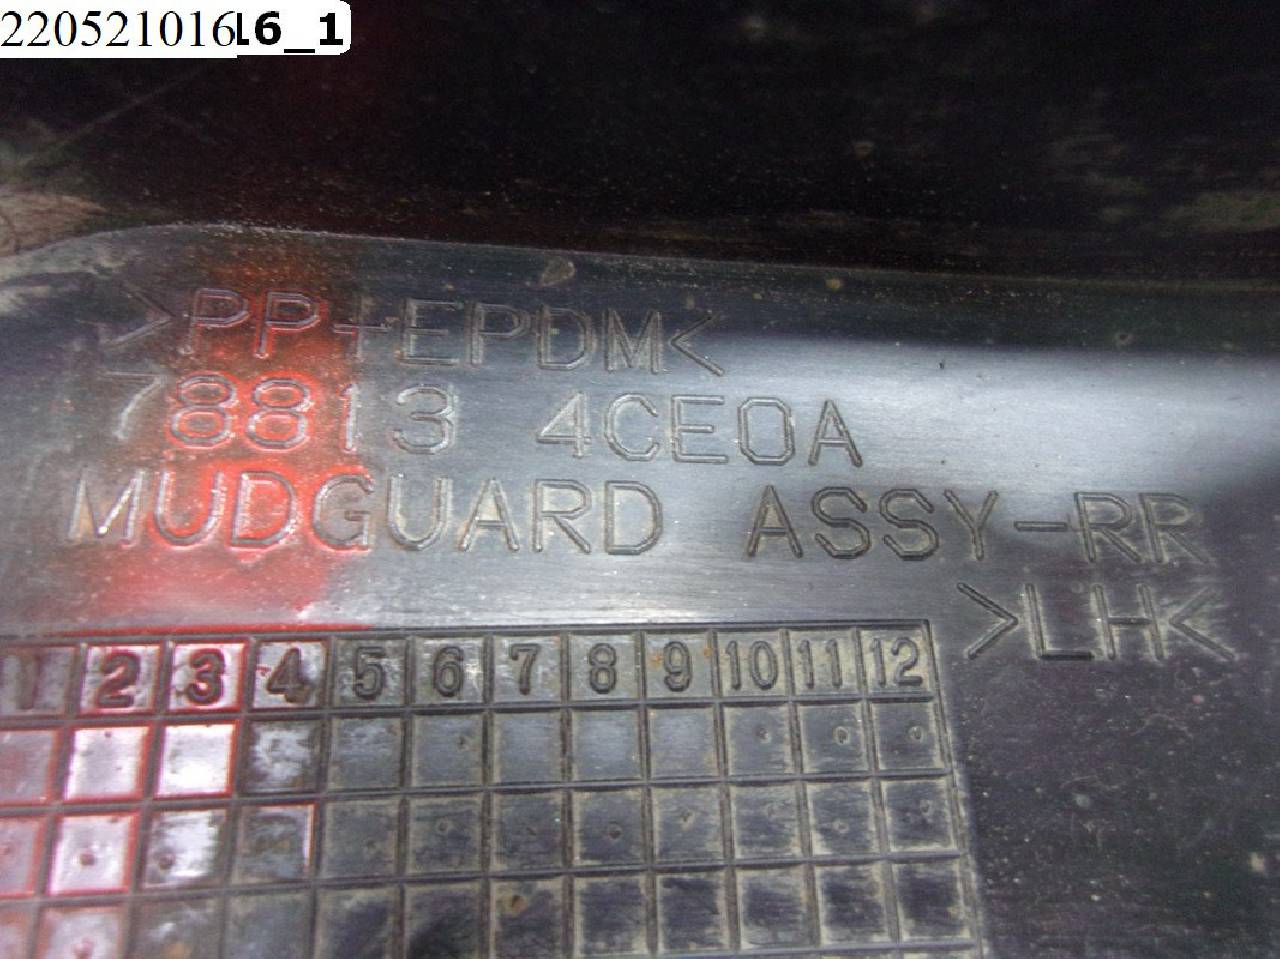 22052101616_1
>PP+EPDM<
78813 4CE0A
MUDGUARD ASSY-RR
>LH<
1 2 3 4 5 6 7 8 9 10 11 12